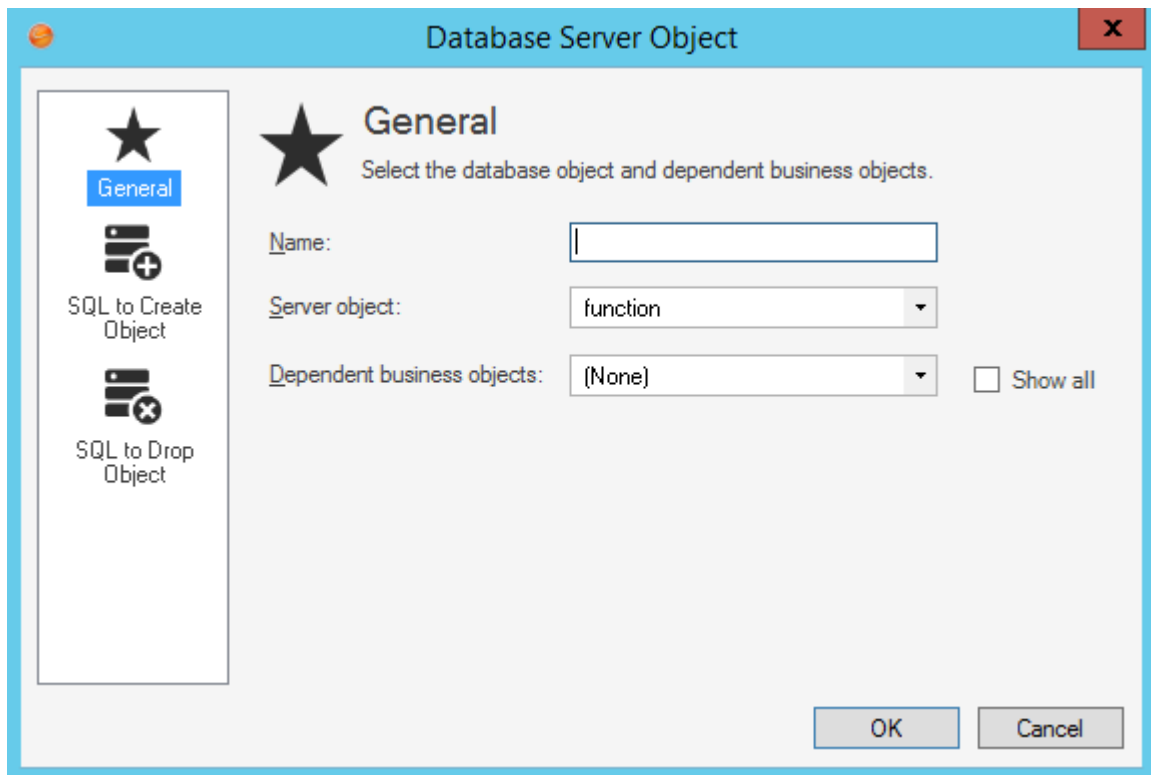 Database Server Object
x
General
SQL to Create
Object
SQL to Drop
Object
General
Select the database object and dependent business objects.
Name:
Server object: function
Dependent business objects: (None) Show all
OK Cancel